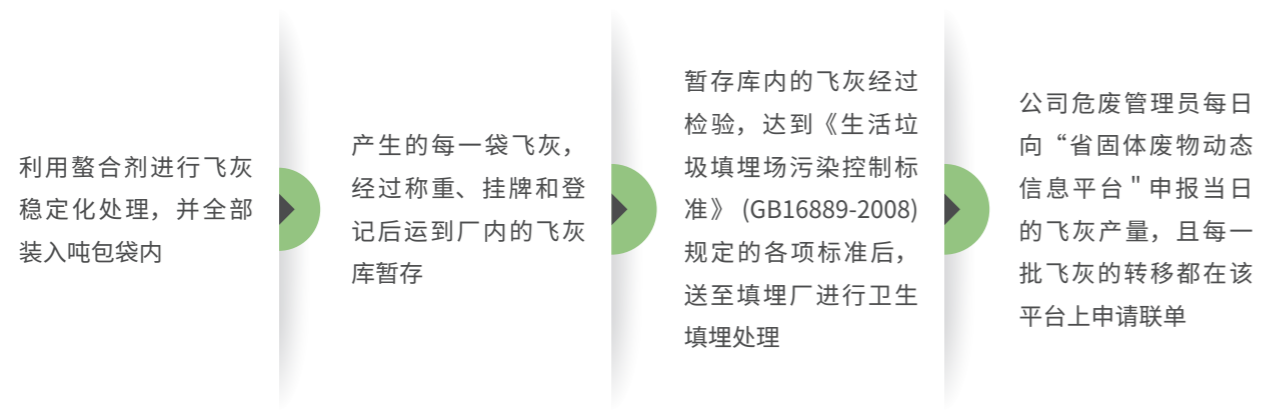 利用螯合剂进行飞灰
稳定化处理，并全部
装入吨包袋内
产生的每一袋飞灰，
经过称重、挂牌和登
记后运到厂内的飞灰
库暂存
暂存库内的飞灰经过
检验，达到《生活垃
圾填埋场污染控制标
准》 (GB16889-2008)
规定的各项标准后，
送至填埋厂进行卫生
填埋处理
公司危废管理员每日
向“省固体废物动态
信息平台"申报当日
的飞灰产量，且每一
批飞灰的转移都在该
平台上申请联单